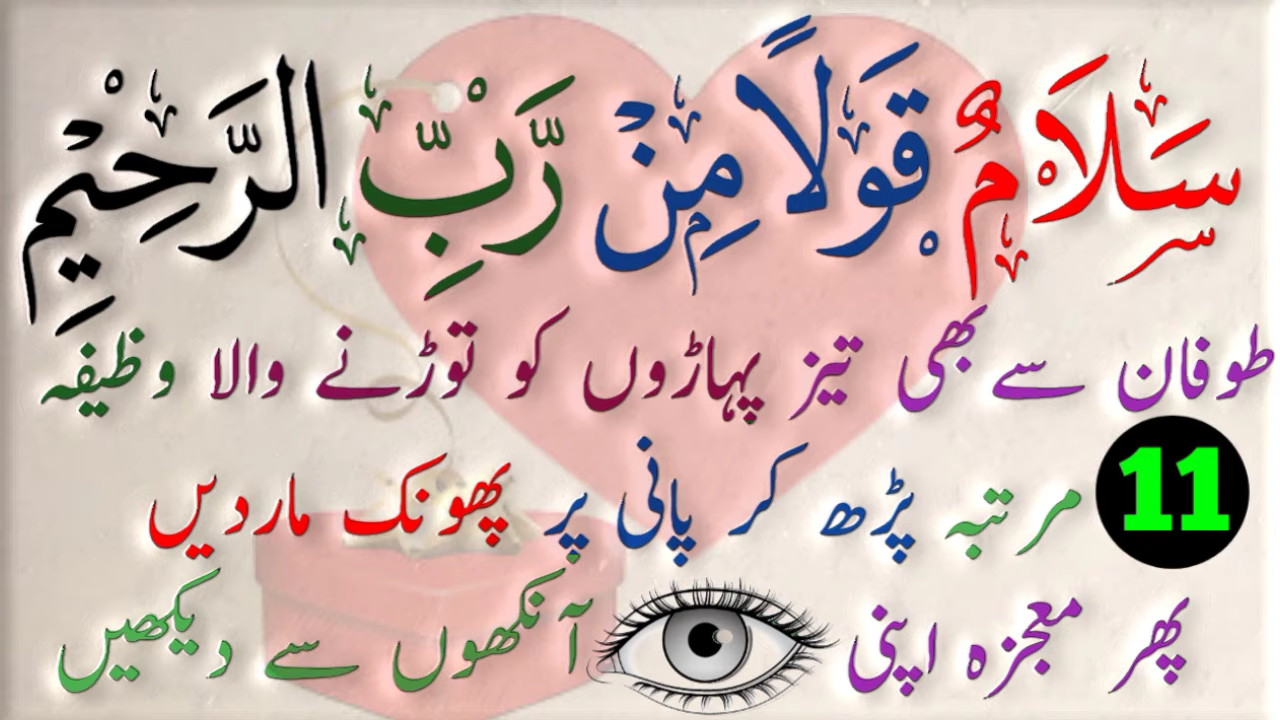 سَلَامٌ قَوْلًا مِنْ رَّبِّ الرَّحِيْمِ
طوفان سے بھی تیز پہاڑوں کو توڑنے والا وظیفہ
11 مرتبہ پڑھ کر پانی پر پھونک ماردیں
پھر معجزہ اپنی آنکھوں سے دیکھیں